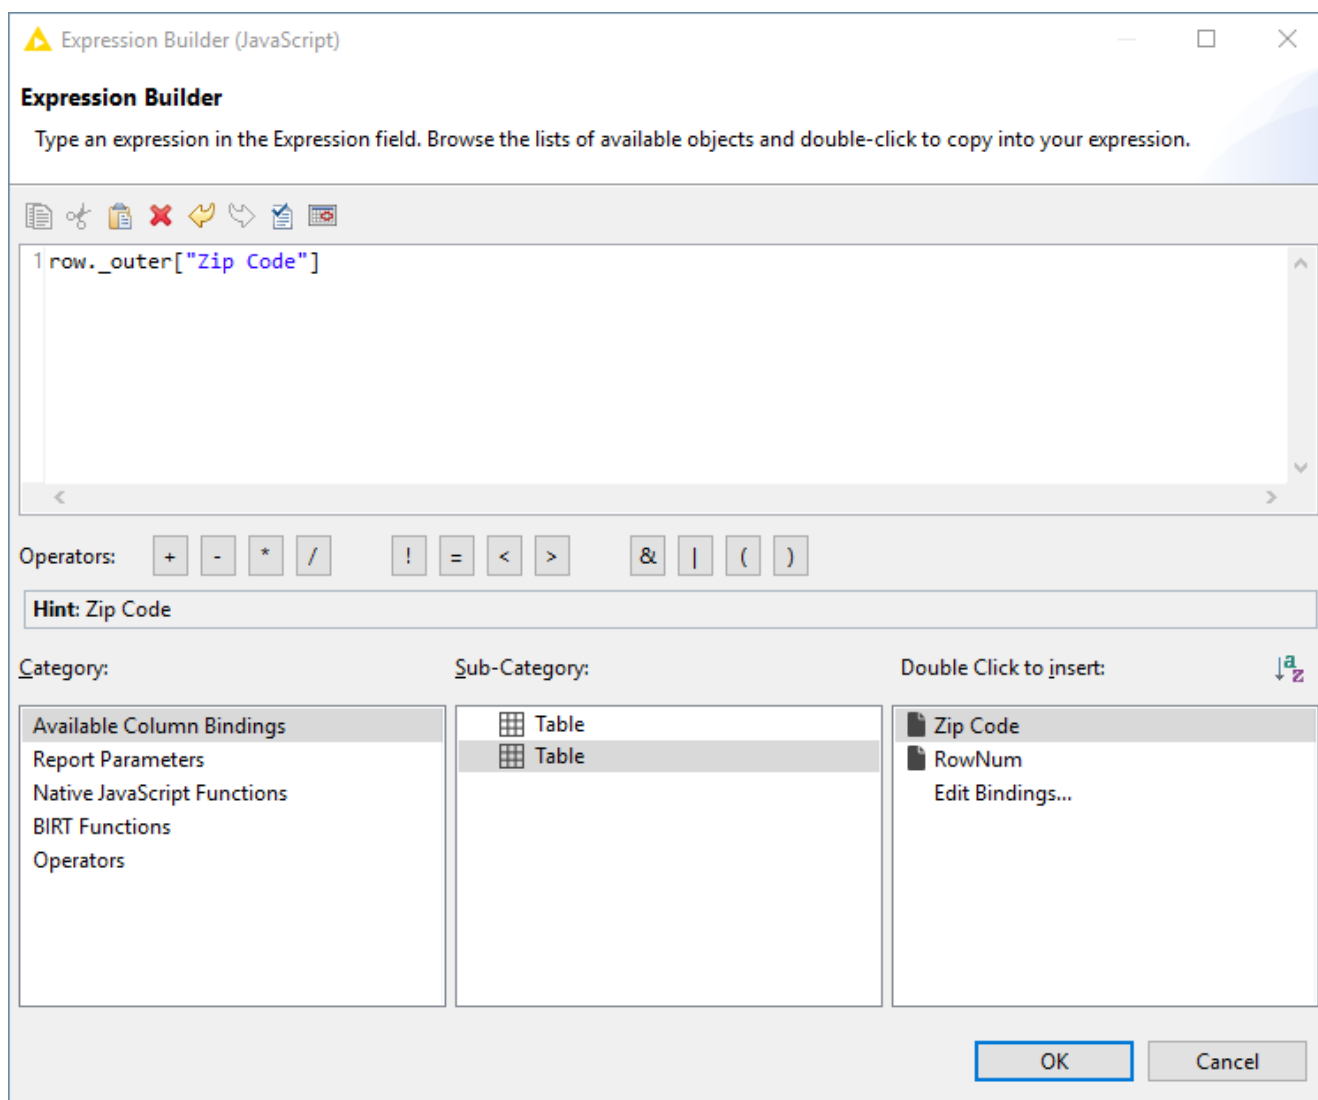 Expression Builder (JavaScript)
Expression Builder
Type an expression in the Expression field. Browse the lists of available objects and double-click to copy into your expression.
1 row._outer["Zip Code"]
Operators: + - * / ! = < > & | ( )
Hint: Zip Code
Category: Sub-Category: Double Click to insert: a z
Available Column Bindings Table Zip Code
Report Parameters Table RowNum
Native JavaScript Functions Edit Bindings...
BIRT Functions
Operators
OK Cancel